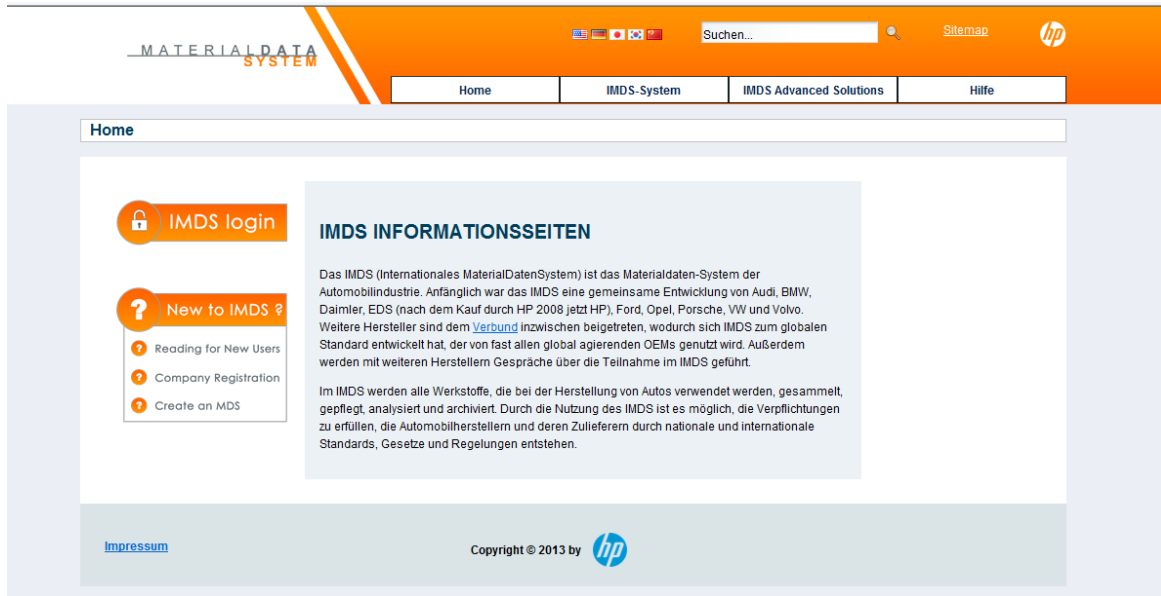 MATERIALDATA
SYSTEM
Suchen...
Sitemap
hp
Home
IMDS-System
IMDS Advanced Solutions
Hilfe
Home
IMDS login
New to IMDS ?
Reading for New Users
Company Registration
Create an MDS
IMDS INFORMATIONSSEITEN
Das IMDS (Internationales MaterialDatenSystem) ist das Materialdaten-System der
Automobilindustrie. Anfänglich war das IMDS eine gemeinsame Entwicklung von Audi, BMW,
Daimler, EDS (nach dem Kauf durch HP 2008 jetzt HP), Ford, Opel, Porsche, VW und Volvo.
Weitere Hersteller sind dem Verbund inzwischen beigetreten, wodurch sich IMDS zum globalen
Standard entwickelt hat, der von fast allen global agierenden OEMs genutzt wird. Außerdem
werden mit weiteren Herstellern Gespräche über die Teilnahme im IMDS geführt.
Im IMDS werden alle Werkstoffe, die bei der Herstellung von Autos verwendet werden, gesammelt,
gepflegt, analysiert und archiviert. Durch die Nutzung des IMDS ist es möglich, die Verpflichtungen
zu erfüllen, die Automobilherstellern und deren Zulieferern durch nationale und internationale
Standards, Gesetze und Regelungen entstehen.
Impressum
Copyright © 2013 by hp